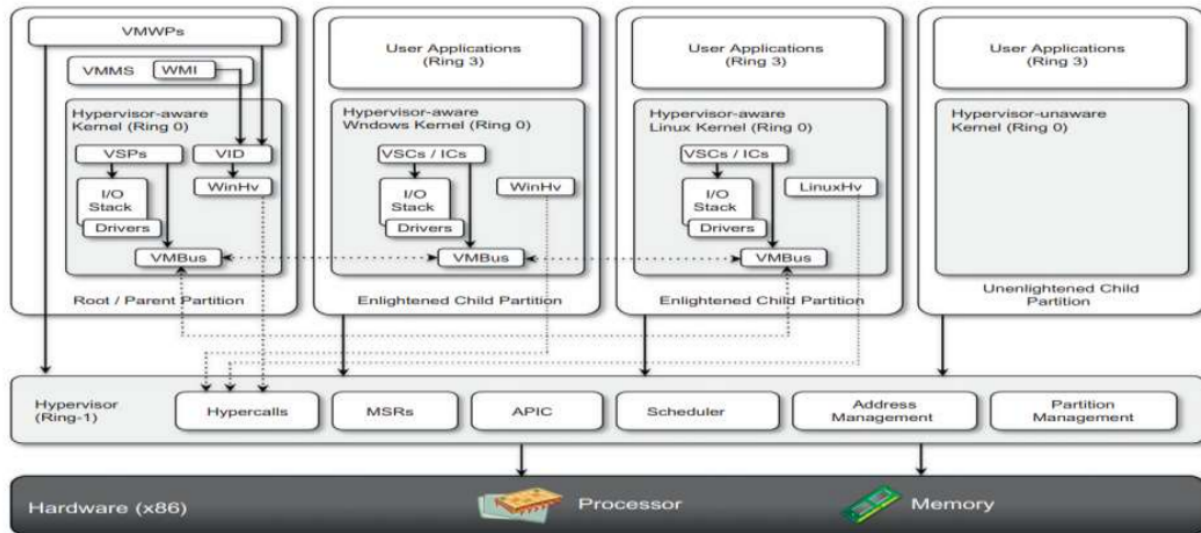 VMWPs
VMMS
WMI
Hypervisor-aware
Kernel (Ring 0)
VSPs
VID
I/O
Stack
WinHv
Drivers
VMBus
Root / Parent Partition
User Applications
(Ring 3)
Hypervisor-aware
Wndows Kernel (Ring 0)
VSCs / ICs
I/O
Stack
WinHv
Drivers
VMBus
Enlightened Child Partition
User Applications
(Ring 3)
Hypervisor-aware
Linux Kernel (Ring 0)
VSCs / ICs
I/O
Stack
LinuxHv
Drivers
VMBus
Enlightened Child Partition
User Applications
(Ring 3)
Hypervisor-unaware
Kernel (Ring 0)
Unenlightened Child
Partition
Hypervisor
(Ring-1)
Hypercalls
MSRs
APIC
Scheduler
Address
Management
Partition
Management
Hardware (x86)
Processor
Memory